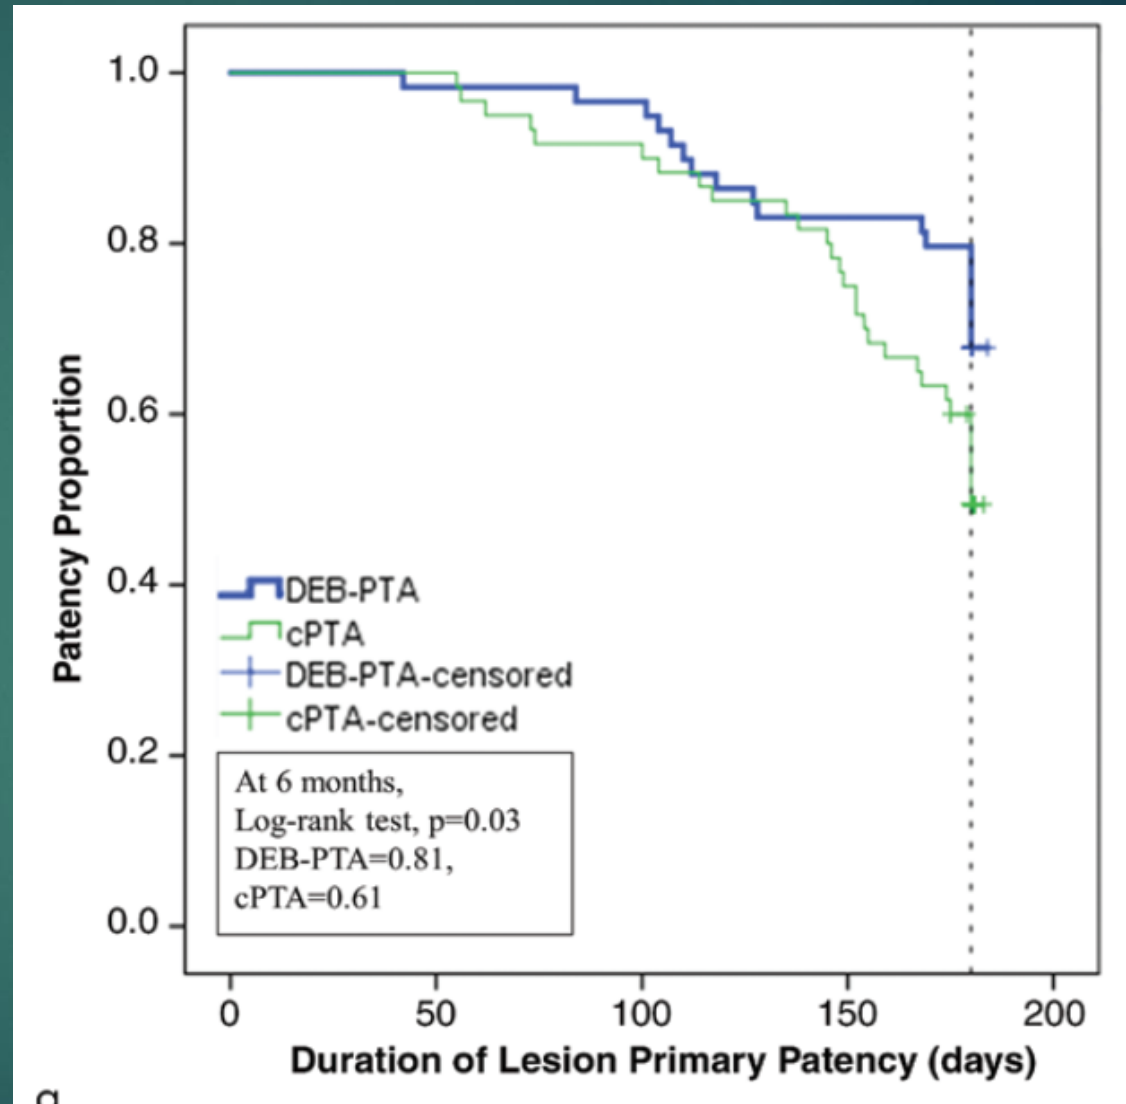 1.0
0.8
0.6
0.4
0.2
0.0
Patency Proportion
DEB-PTA
cPTA
DEB-PTA-censored
cPTA-censored
At 6 months,
Log-rank test, p=0.03
DEB-PTA=0.81,
cPTA=0.61
0 50 100 150 200
Duration of Lesion Primary Patency (days)